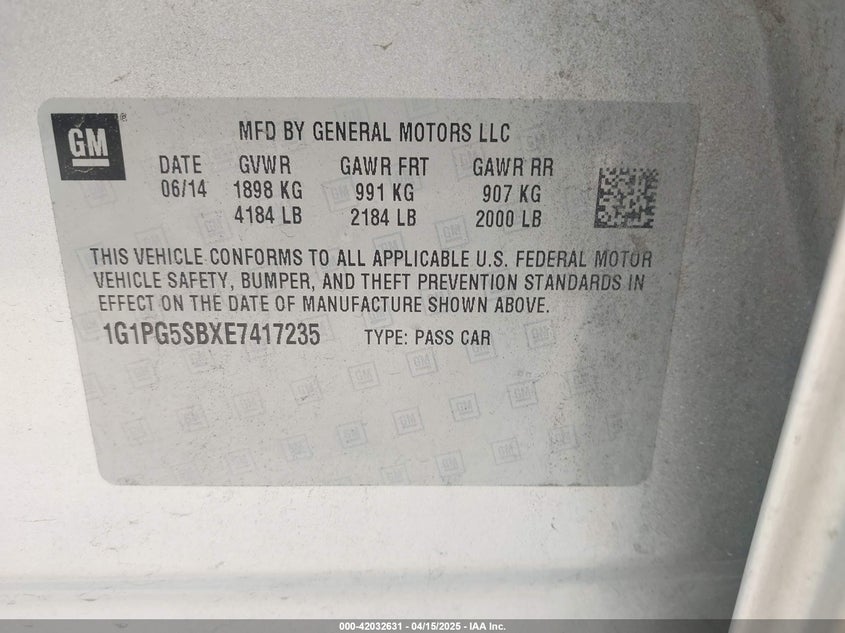 GM
MFD BY GENERAL MOTORS LLC
DATE GVWR GAWR FRT GAWR RR
06/14 1898 KG 991 KG 907 KG
4184 LB 2184 LB 2000 LB
THIS VEHICLE CONFORMS TO ALL APPLICABLE U.S. FEDERAL MOTOR
VEHICLE SAFETY, BUMPER, AND THEFT PREVENTION STANDARDS IN
EFFECT ON THE DATE OF MANUFACTURE SHOWN ABOVE.
1G1PG5SBXE7417235 TYPE: PASS CAR
000-42032631 - 04/15/2025 - IAA Inc.